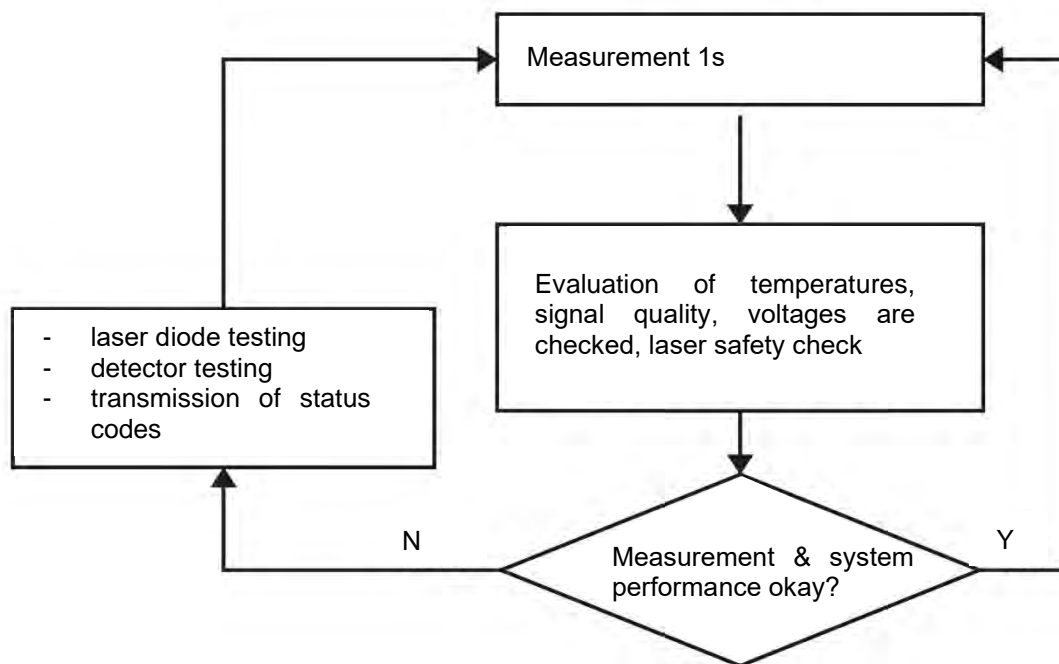 Measurement 1s
Evaluation of temperatures,
signal quality, voltages are
checked, laser safety check
- laser diode testing
- detector testing
- transmission of status
codes
N
Y
Measurement & system
performance okay?